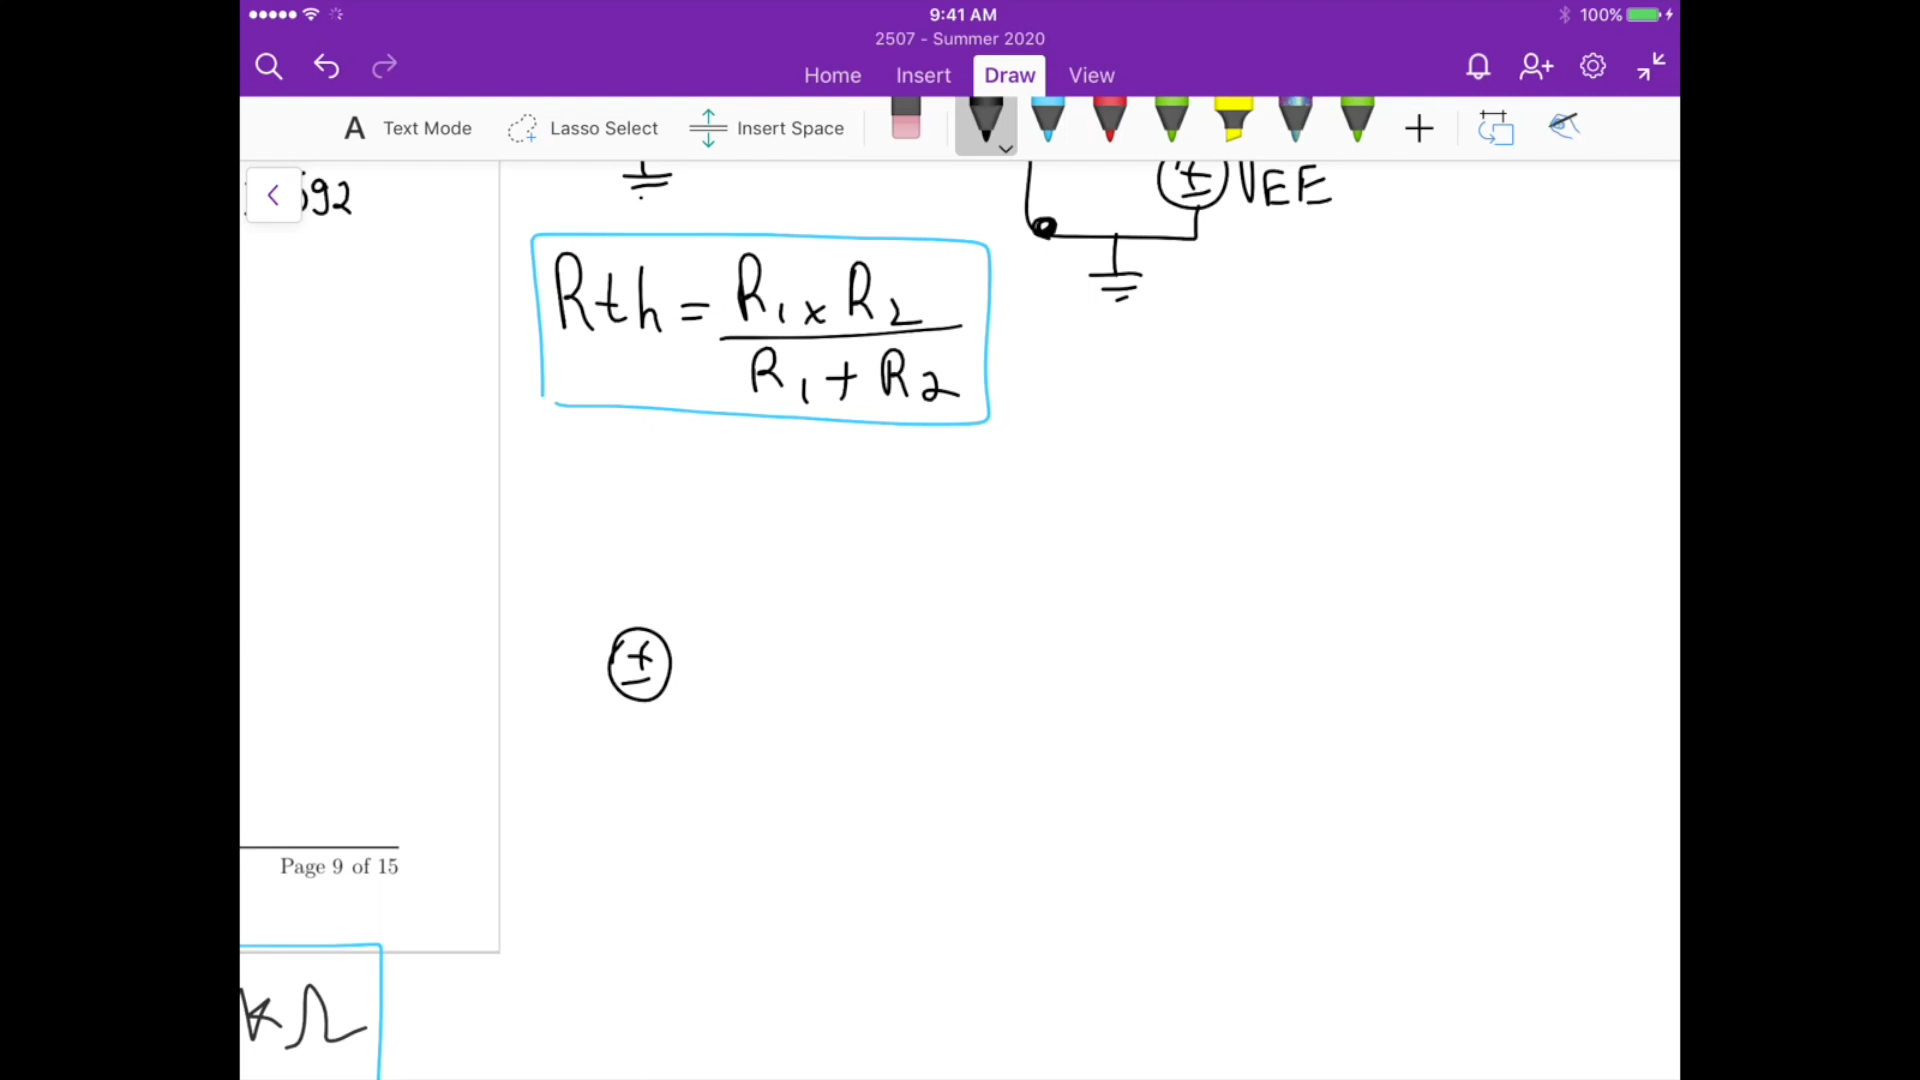 9:41 AM
100%
2507 - Summer 2020
Home Insert Draw View
A Text Mode Lasso Select Insert Space
592
± VEE
Rth = R1 x R2
R1 + R2
±
Page 9 of 15
kΩ